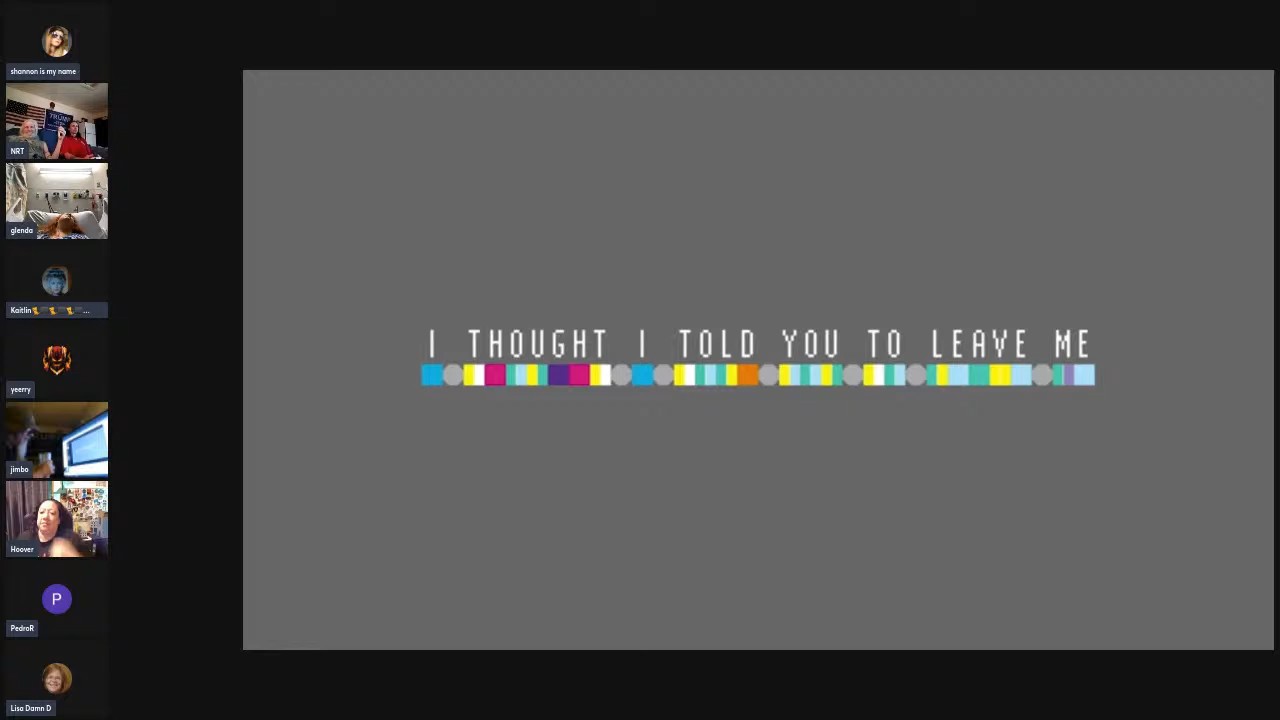 shannon is my name
NRT
TRUMP
glenda
Kaitlin...
yeerry
jimbo
Hoover
P
PedroR
Lisa Damn D
I THOUGHT I TOLD YOU TO LEAVE ME